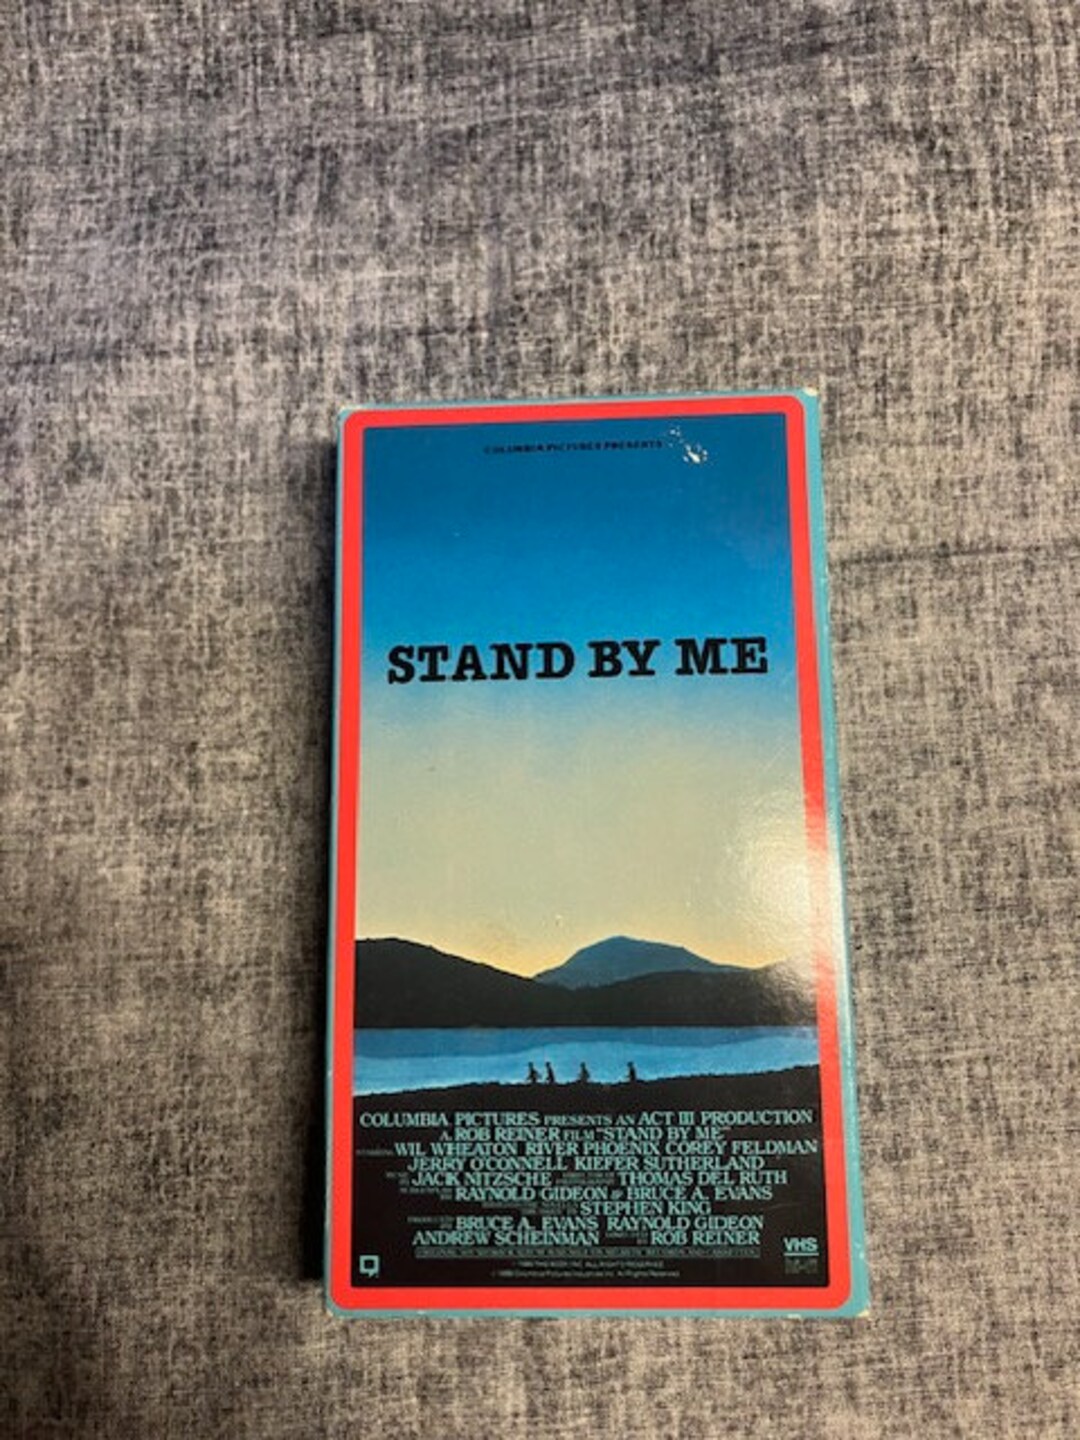 COLUMBIA PICTURES PRESENTS
STAND BY ME
COLUMBIA PICTURES PRESENTS AN ACT III PRODUCTION
A ROB REINER FILM "STAND BY ME"
WIL WHEATON RIVER PHOENIX COREY FELDMAN
JERRY O'CONNELL KIEFER SUTHERLAND
JACK NITZSCHE THOMAS DEL RUTH
RAYNOLD GIDEON & BRUCE A. EVANS
STEPHEN KING
BRUCE A. EVANS RAYNOLD GIDEON
ANDREW SCHEINMAN ROB REINER
VHS